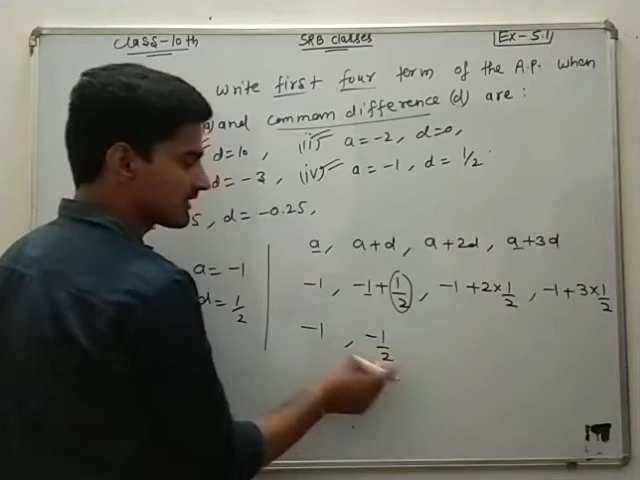 Class-10th SRB Classes Ex-5.1
Write first four term of the A.P. when
(a) and common difference (d) are :
d=10, (ii) a=-2, d=0,
d=-3, (iv) a=-1, d=1/2
5, d=-0.25,
a, a+d, a+2d, a+3d
a=-1
-1, -1+1/2, -1+2×1/2, -1+3×1/2
d=1/2
-1, -1/2